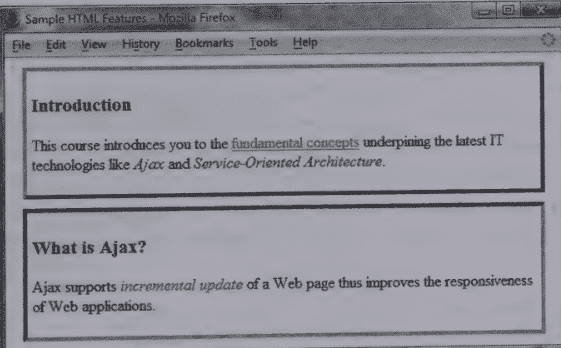 Sample HTML Features - Mozilla Firefox
File Edit View History Bookmarks Tools Help
Introduction
This course introduces you to the fundamental concepts underpining the latest IT
technologies like Ajax and Service-Oriented Architecture.
What is Ajax?
Ajax supports incremental update of a Web page thus improves the responsiveness
of Web applications.